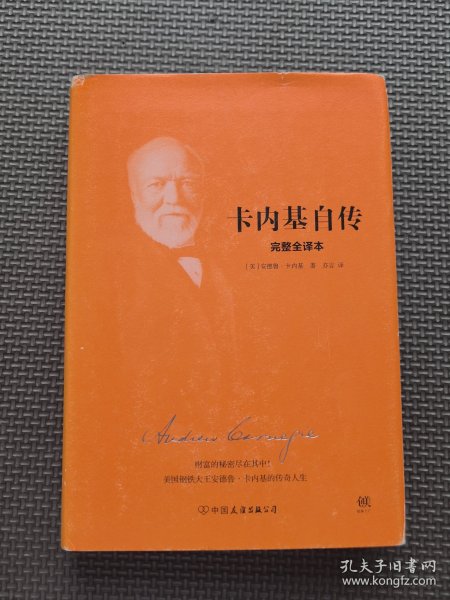 卡内基自传
完整全译本
[美]安德鲁·卡内基 著 亦言 译
Andrew Carnegie
财富的秘密尽在其中!
美国钢铁大王安德鲁·卡内基的传奇人生
中国友谊出版公司
创美
孔夫子旧书网
www.kongfz.com